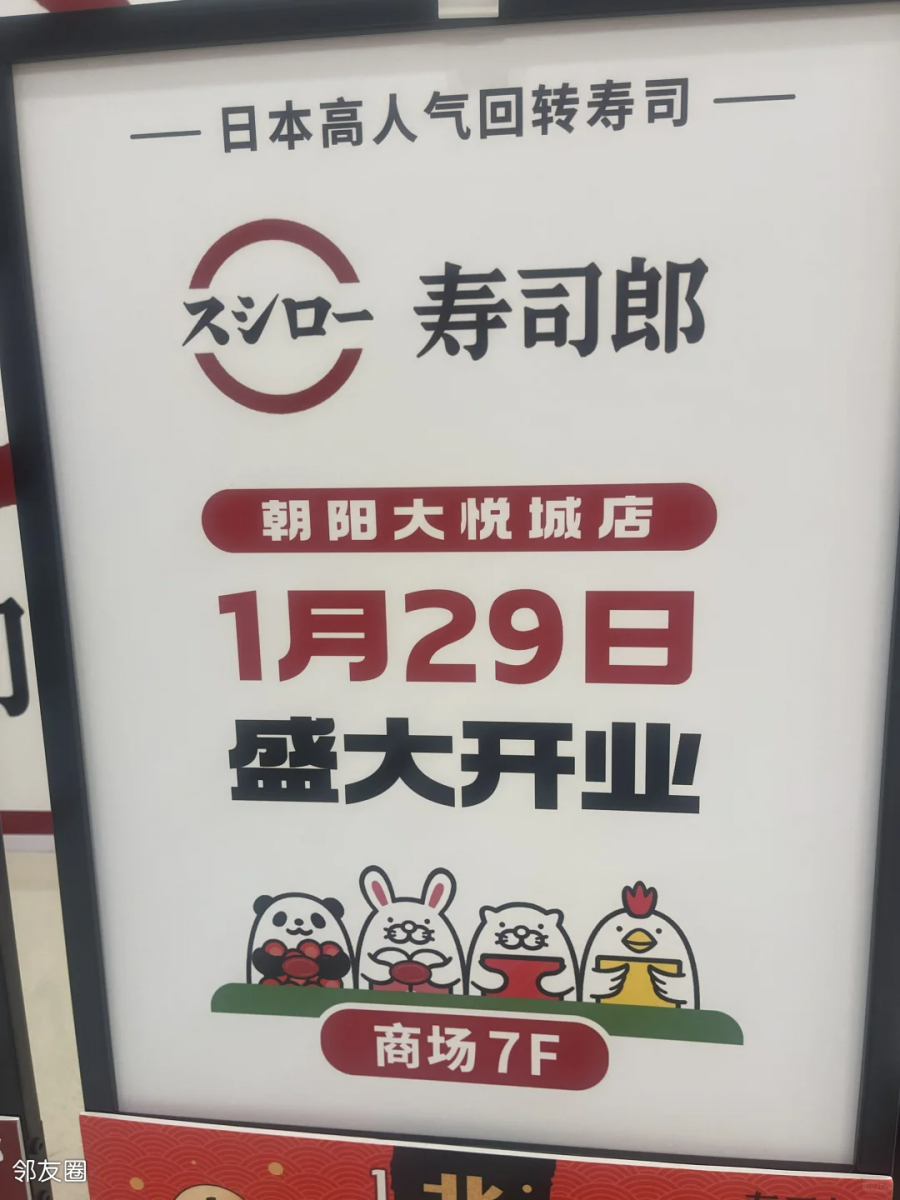 日本高人气回转寿司
スシロー 寿司郎
朝阳大悦城店
1月29日
盛大开业
商场7F
邻友圈